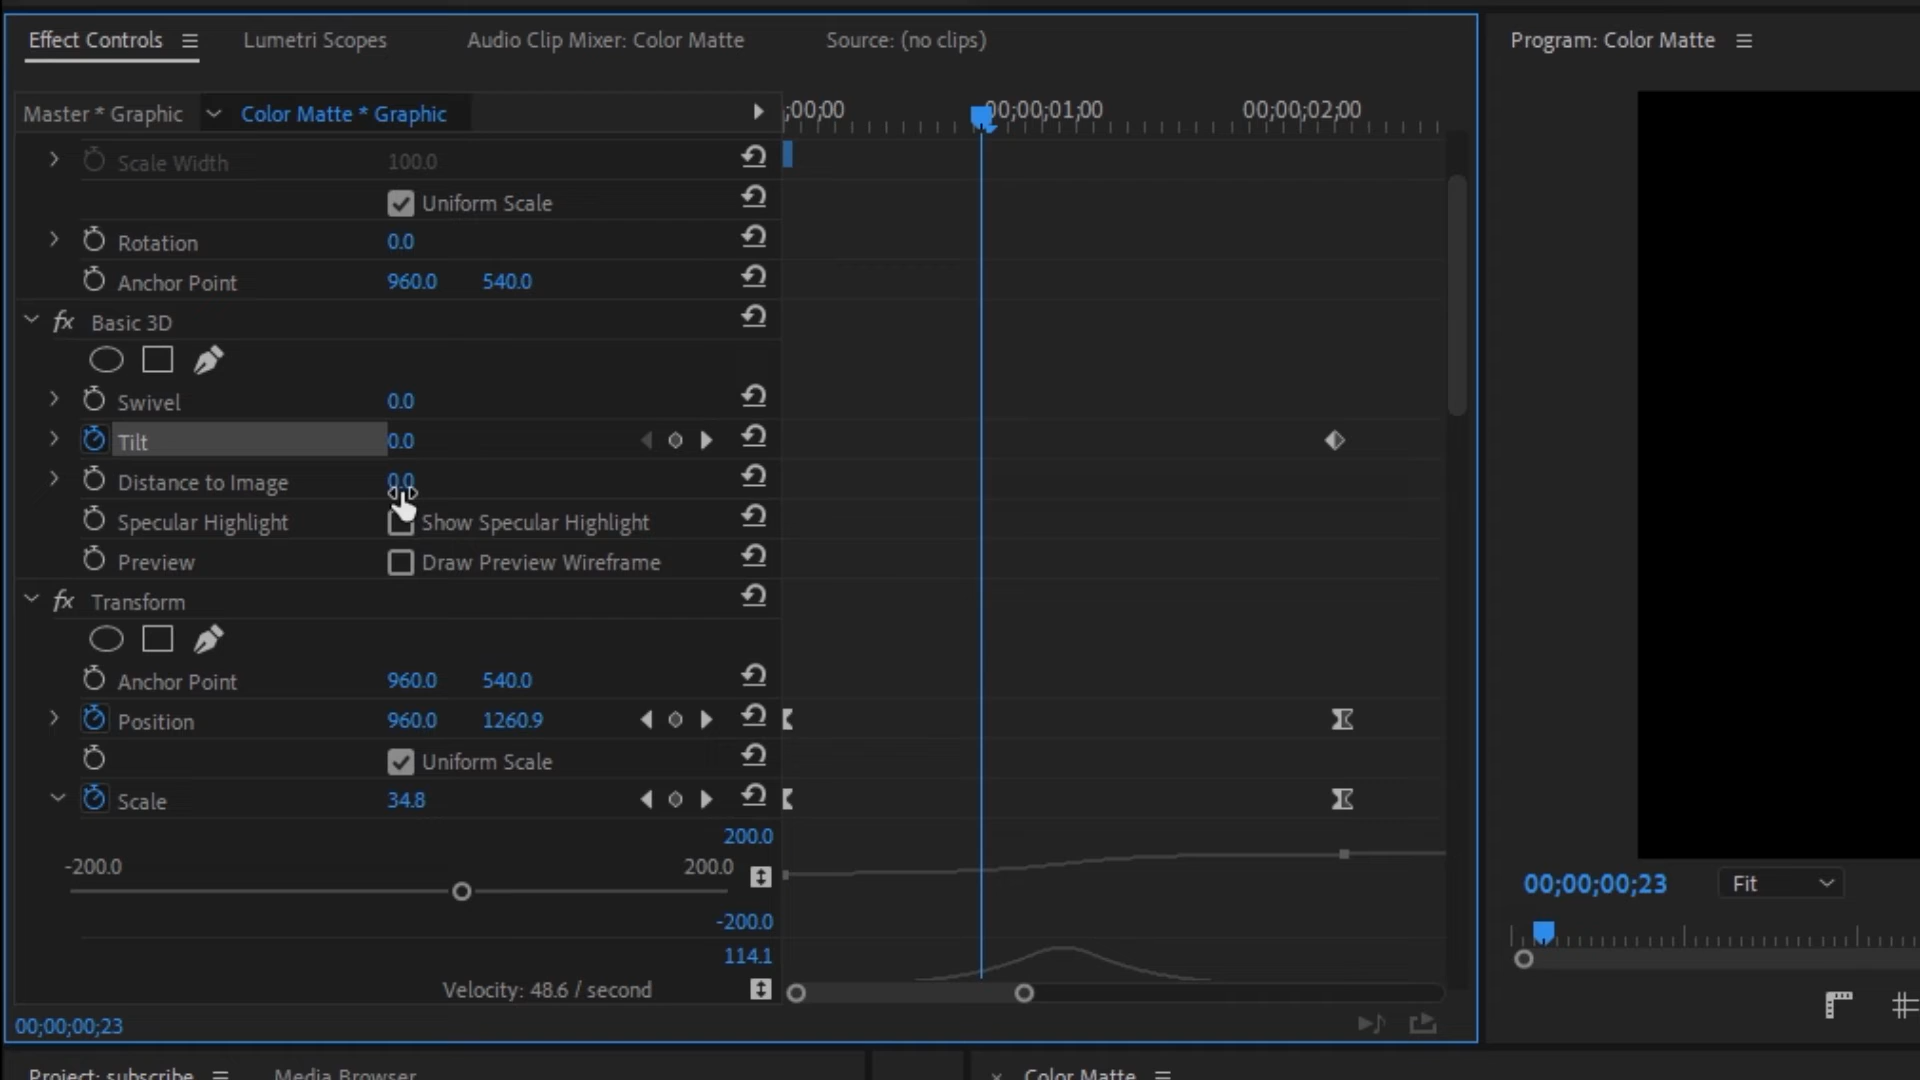 Effect Controls Lumetri Scopes Audio Clip Mixer: Color Matte Source: (no clips) Program: Color Matte
Master * Graphic Color Matte * Graphic ;00;00 00;00;01;00 00;00;02;00
Scale Width 100.0
Uniform Scale
Rotation 0.0
Anchor Point 960.0 540.0
fx Basic 3D
Swivel 0.0
Tilt 0.0
Distance to Image 0.0
Specular Highlight Show Specular Highlight
Preview Draw Preview Wireframe
fx Transform
Anchor Point 960.0 540.0
Position 960.0 1260.9
Uniform Scale
Scale 34.8
200.0
-200.0 200.0
00;00;00;23 Fit
-200.0
114.1
Velocity: 48.6 / second
00;00;00;23
Project: subscribe Media Browser × Color Matte